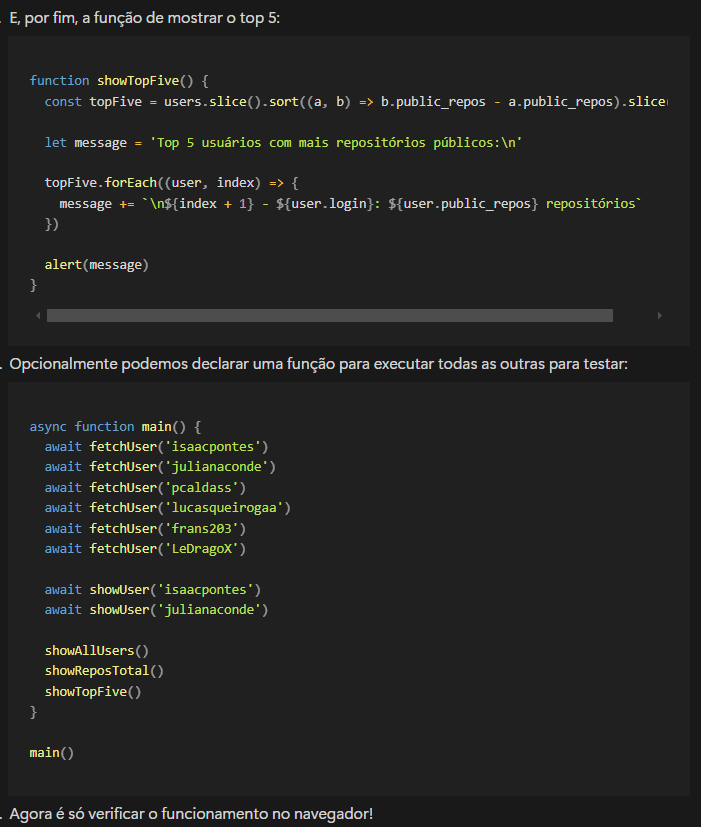 . E, por fim, a função de mostrar o top 5:
function showTopFive() {
const topFive = users.slice().sort((a, b) => b.public_repos - a.public_repos).slice(
let message = 'Top 5 usuários com mais repositórios públicos:\n'
topFive.forEach((user, index) => {
message += `\n${index + 1} - ${user.login}: ${user.public_repos} repositórios`
})
alert(message)
}
. Opcionalmente podemos declarar uma função para executar todas as outras para testar:
async function main() {
await fetchUser('isaacpontes')
await fetchUser('julianaconde')
await fetchUser('pcaldass')
await fetchUser('lucasqueirogaa')
await fetchUser('frans203')
await fetchUser('LeDragoX')
await showUser('isaacpontes')
await showUser('julianaconde')
showAllUsers()
showReposTotal()
showTopFive()
}
main()
. Agora é só verificar o funcionamento no navegador!